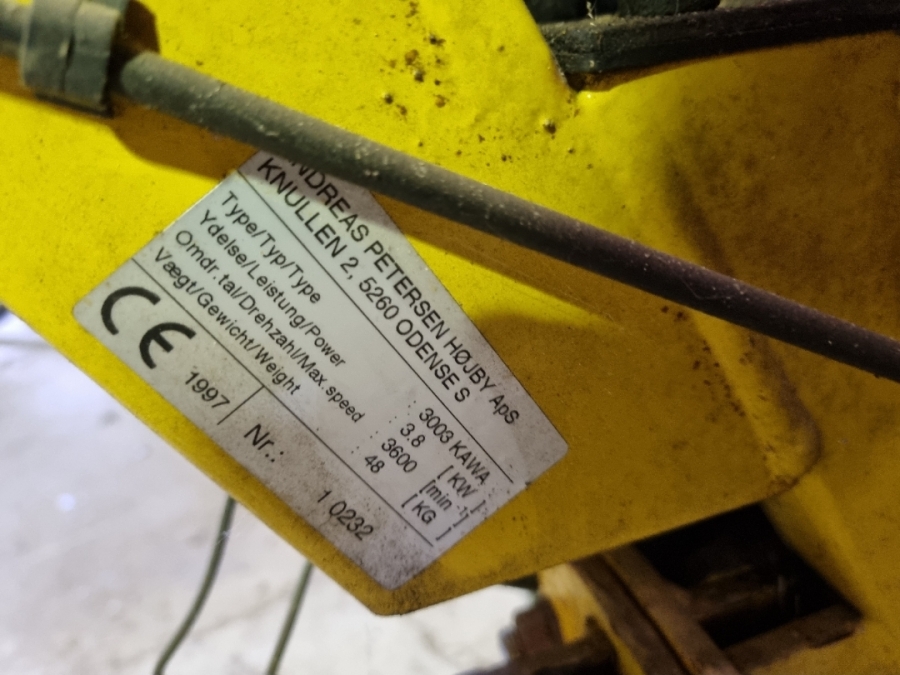 NDREAS PETERSEN HØJBY ApS
KNULLEN 2, 5260 ODENSE S
Type/Typ/Type : 3003 KAWA
Ydelse/Leistung/Power : 3.8 [ KW ]
Omdr.tal/Drehzahl/Max.speed : 3600 [min -1]
Vægt/Gewicht/Weight : 48 [ KG ]
CE 1997 Nr.: 1 0232